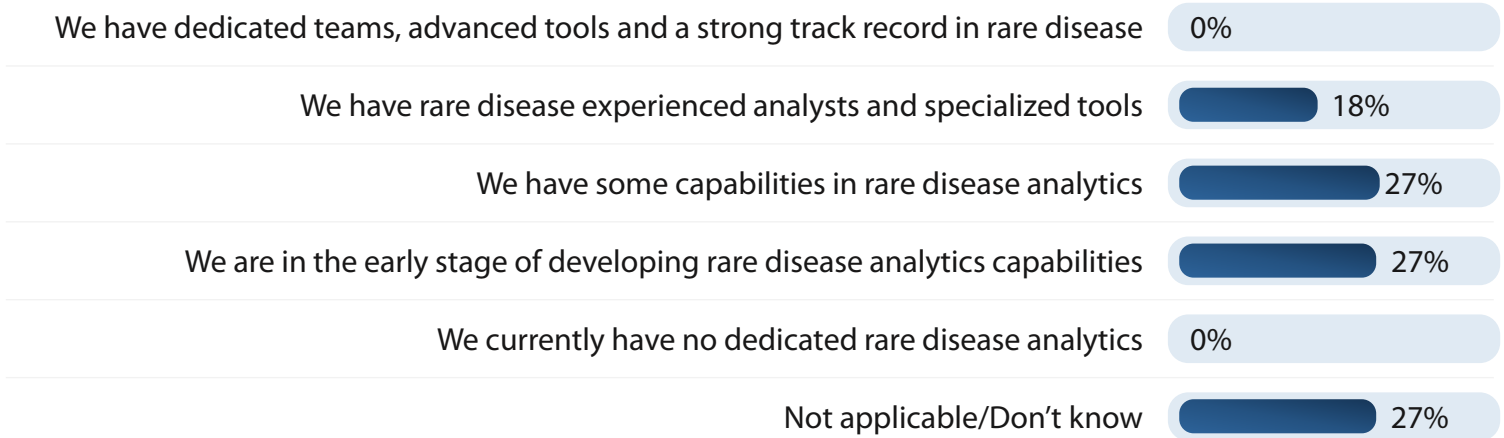 We have dedicated teams, advanced tools and a strong track record in rare disease 0%
We have rare disease experienced analysts and specialized tools 18%
We have some capabilities in rare disease analytics 27%
We are in the early stage of developing rare disease analytics capabilities 27%
We currently have no dedicated rare disease analytics 0%
Not applicable/Don’t know 27%